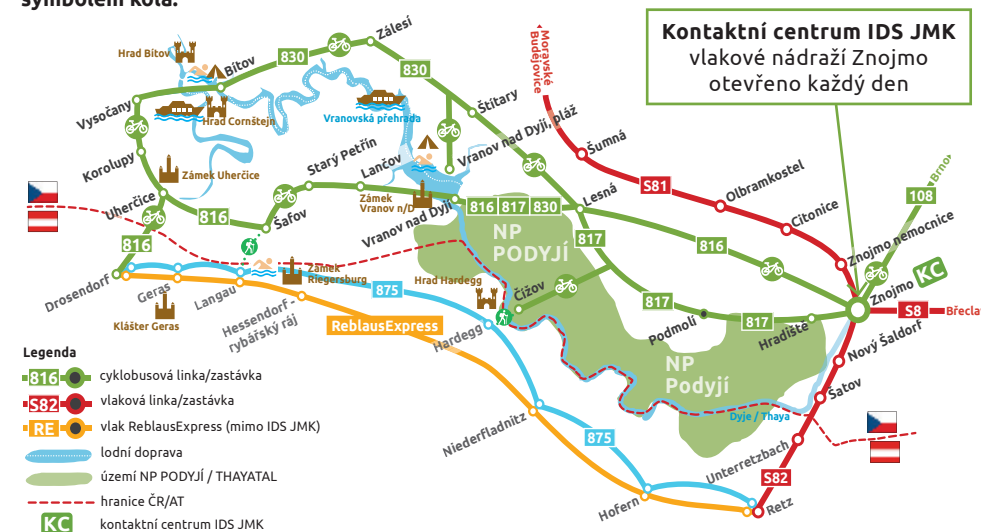 symbolem kola.
Kontaktní centrum IDS JMK
vlakové nádraží Znojmo
otevřeno každý den
Moravské
Budějovice
Zálesí
830
830
Hrad Bítov
Bítov
Vysočany
Hrad Cornštejn
Vranovská přehrada
Štítary
Vranov nad Dyjí, pláž
Šumná
S81
Olbramkostel
Citonice
Brno
108
Korolupy
Zámek Uherčice
Starý Petřín
Lančov
Lesná
Uherčice
816
Šafov
Zámek
Vranov n/D
Vranov nad Dyjí
816 817 830
817
816
Znojmo nemocnice
816
NP
PODYJÍ
KC
Znojmo
S8
Břecla
Drosendorf
Geras
Langau
Zámek
Riegersburg
875
Hrad Hardegg
Čížov
817
Podmolí
817
Hradiště
Klášter Geras
Hessendorf -
rybářský ráj
ReblausExpress
Hardegg
NP
Podyjí
Nový Šaldorf
Šatov
Dyje / Thaya
Niederfladnitz
875
Unterretzbach
S82
Hofern
Retz
Legenda
816 cyklobusová linka/zastávka
S82 vlaková linka/zastávka
RE vlak ReblausExpress (mimo IDS JMK)
lodní doprava
území NP PODYJÍ / THAYATAL
hranice ČR/AT
KC kontaktní centrum IDS JMK